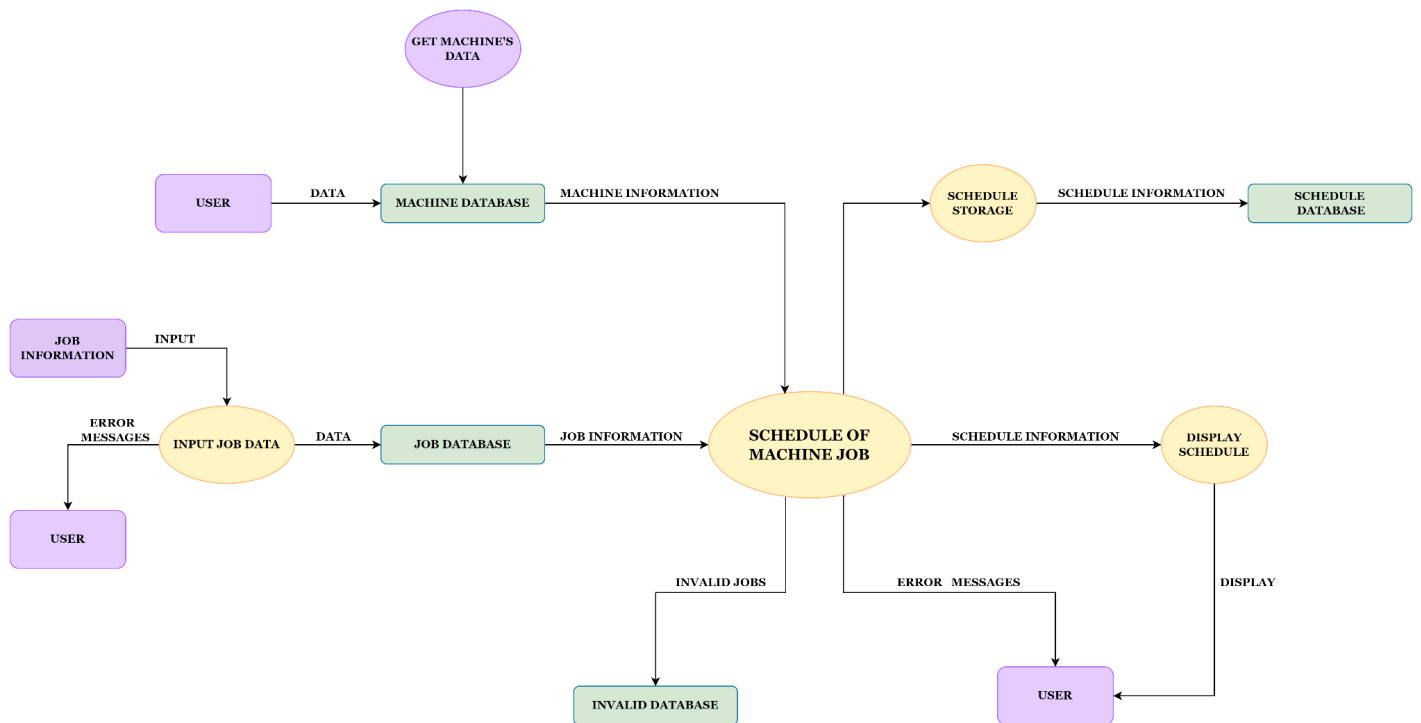 GET MACHINE'S
DATA
USER
DATA
MACHINE DATABASE
MACHINE INFORMATION
SCHEDULE
STORAGE
SCHEDULE INFORMATION
SCHEDULE
DATABASE
JOB
INFORMATION
INPUT
ERROR
MESSAGES
INPUT JOB DATA
DATA
JOB DATABASE
JOB INFORMATION
SCHEDULE OF
MACHINE JOB
SCHEDULE INFORMATION
DISPLAY
SCHEDULE
USER
INVALID JOBS
ERROR MESSAGES
DISPLAY
INVALID DATABASE
USER